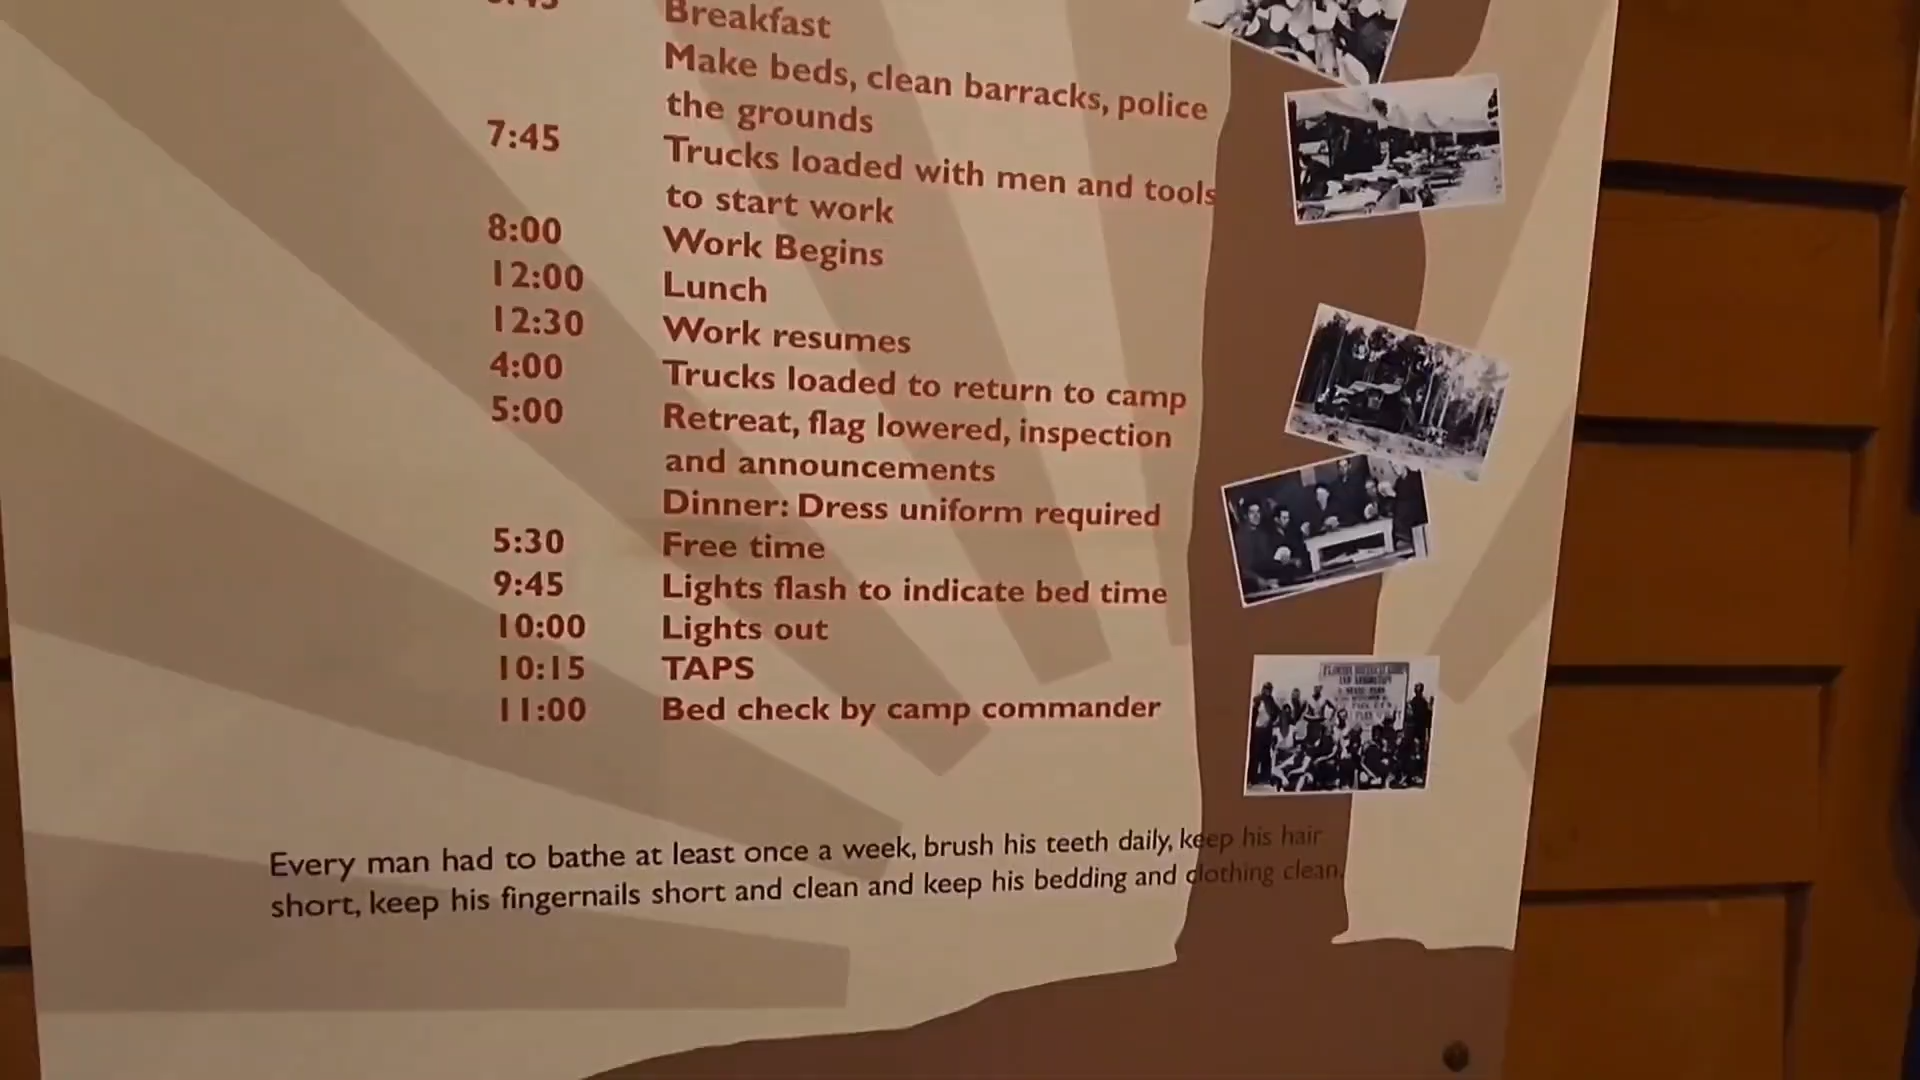 Breakfast
Make beds, clean barracks, police
the grounds
7:45 Trucks loaded with men and tools
to start work
8:00 Work Begins
12:00 Lunch
12:30 Work resumes
4:00 Trucks loaded to return to camp
5:00 Retreat, flag lowered, inspection
and announcements
Dinner: Dress uniform required
5:30 Free time
9:45 Lights flash to indicate bed time
10:00 Lights out
10:15 TAPS
11:00 Bed check by camp commander
Every man had to bathe at least once a week, brush his teeth daily, keep his hair
short, keep his fingernails short and clean and keep his bedding and clothing clean.